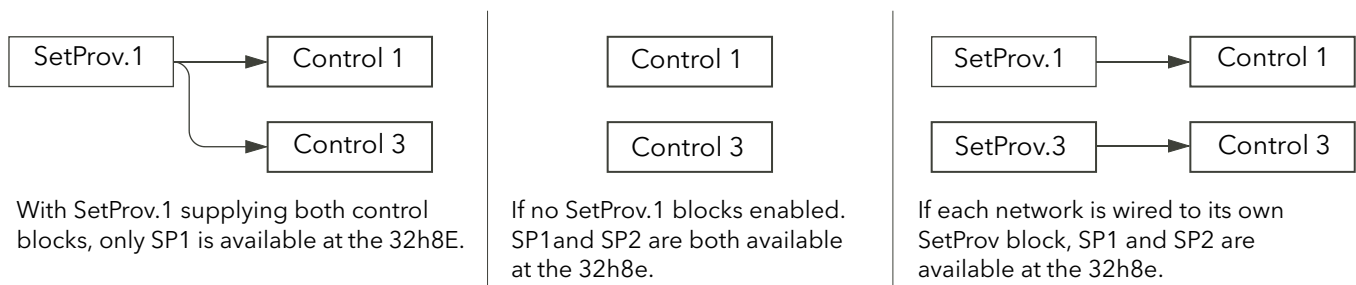 SetProv.1
Control 1
Control 3
With SetProv.1 supplying both control
blocks, only SP1 is available at the 32h8E.
Control 1
Control 3
If no SetProv.1 blocks enabled.
SP1and SP2 are both available
at the 32h8e.
SetProv.1
Control 1
SetProv.3
Control 3
If each network is wired to its own
SetProv block, SP1 and SP2 are
available at the 32h8e.